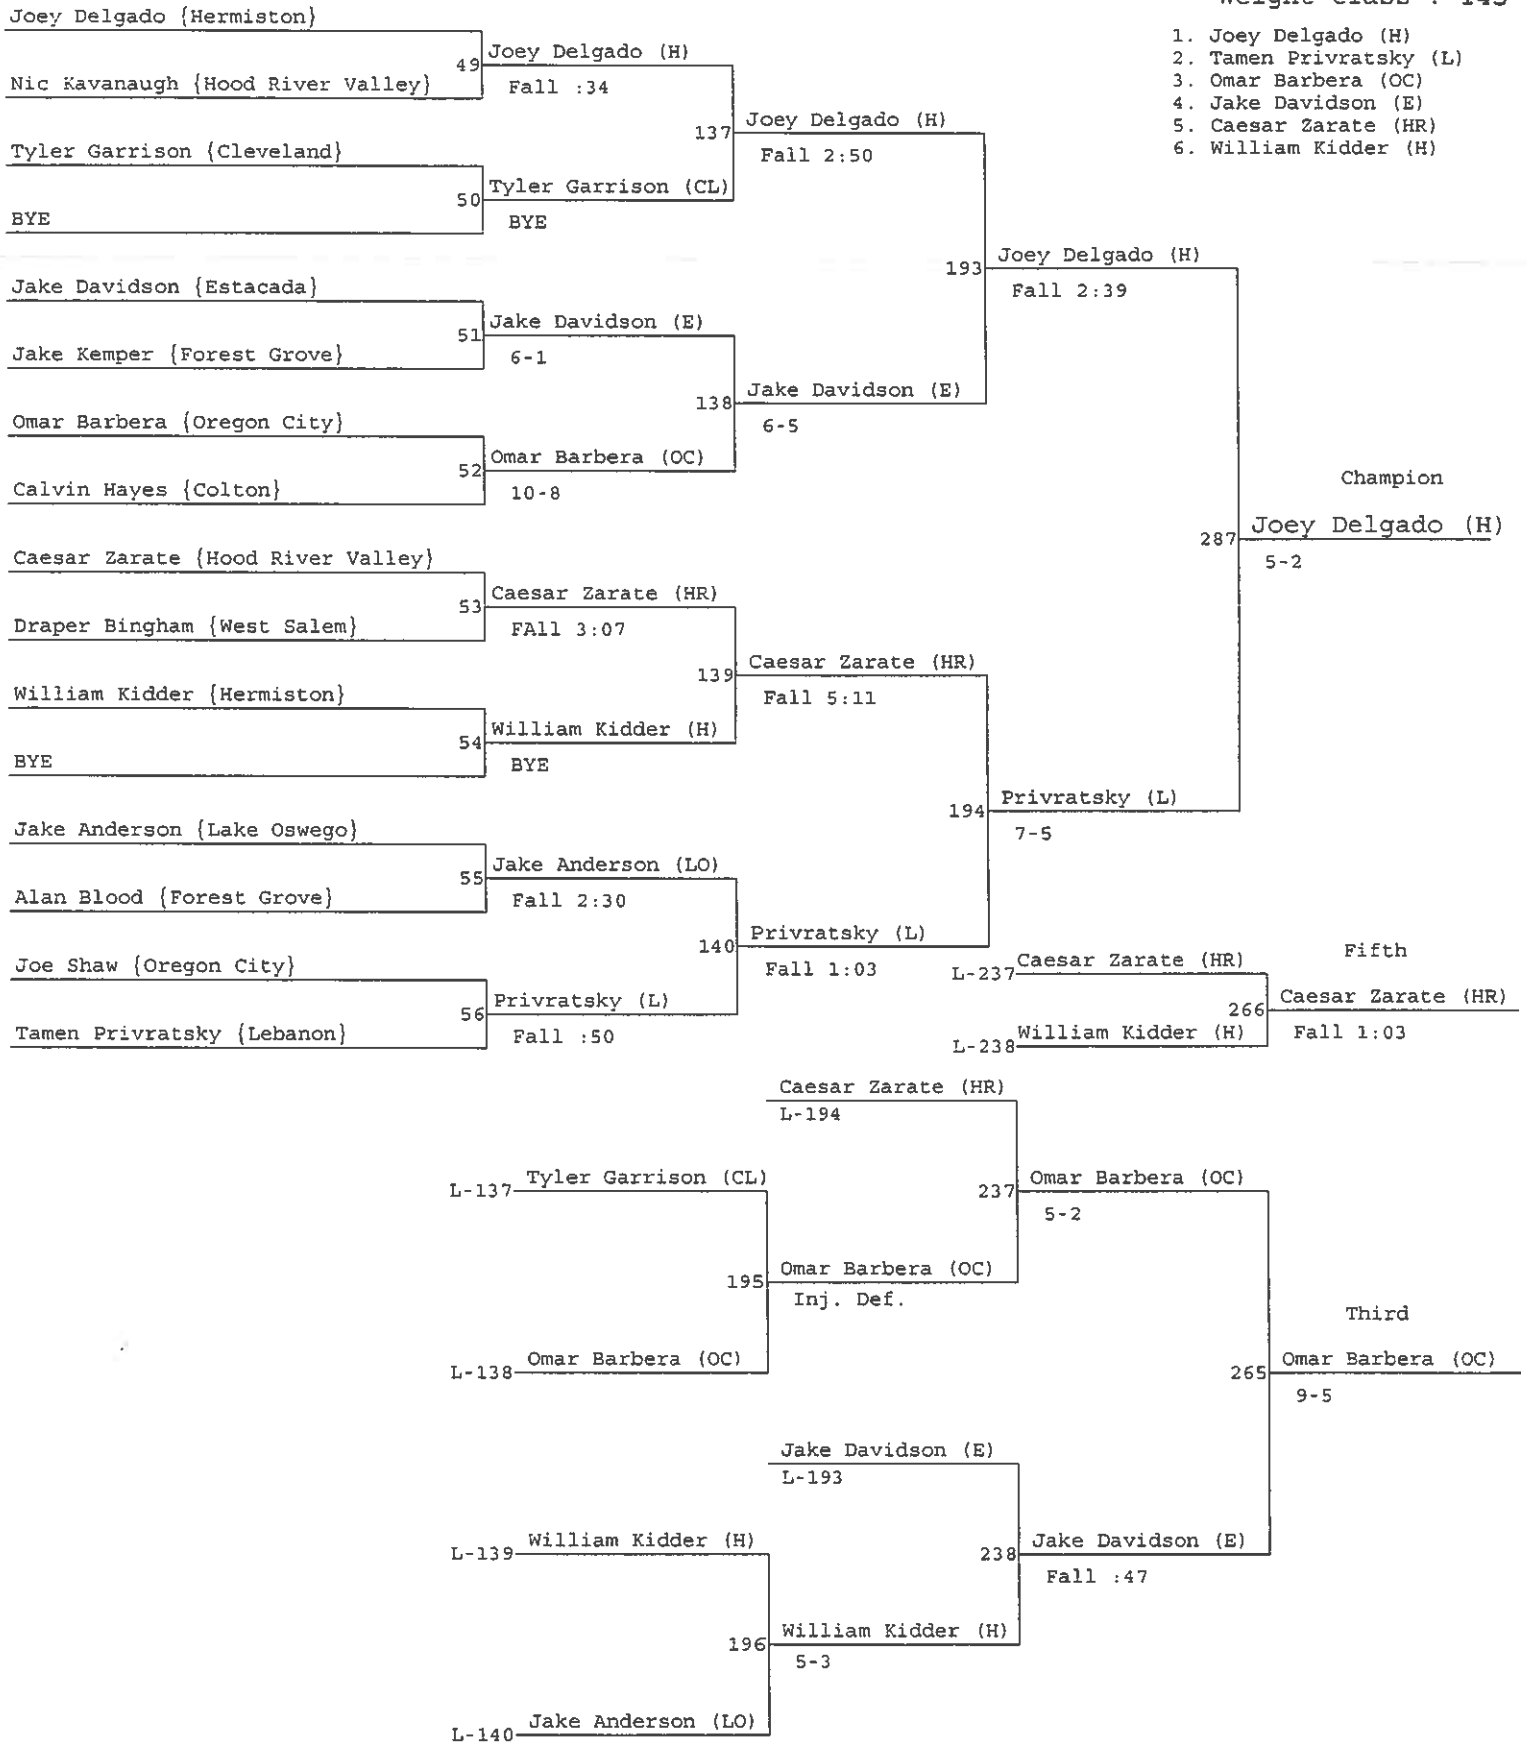 Weight Class : 145
1. Joey Delgado (H)
2. Tamen Privratsky (L)
3. Omar Barbera (OC)
4. Jake Davidson (E)
5. Caesar Zarate (HR)
6. William Kidder (H)
Joey Delgado {Hermiston}
49
Joey Delgado (H)
Fall :34
Nic Kavanaugh {Hood River Valley}
137
Joey Delgado (H)
Fall 2:50
Tyler Garrison {Cleveland}
50
Tyler Garrison (CL)
BYE
BYE
193
Joey Delgado (H)
Fall 2:39
Jake Davidson {Estacada}
51
Jake Davidson (E)
6-1
Jake Kemper {Forest Grove}
138
Jake Davidson (E)
6-5
Omar Barbera {Oregon City}
52
Omar Barbera (OC)
10-8
Calvin Hayes {Colton}
Champion
287
Joey Delgado (H)
5-2
Caesar Zarate {Hood River Valley}
53
Caesar Zarate (HR)
FAll 3:07
Draper Bingham {West Salem}
139
Caesar Zarate (HR)
Fall 5:11
William Kidder {Hermiston}
54
William Kidder (H)
BYE
BYE
194
Privratsky (L)
7-5
Jake Anderson {Lake Oswego}
55
Jake Anderson (LO)
Fall 2:30
Alan Blood {Forest Grove}
140
Privratsky (L)
Fall 1:03
Joe Shaw {Oregon City}
56
Privratsky (L)
Fall :50
Tamen Privratsky {Lebanon}
Fifth
L-237
Caesar Zarate (HR)
266
Caesar Zarate (HR)
Fall 1:03
L-238
William Kidder (H)
Caesar Zarate (HR)
L-194
L-137
Tyler Garrison (CL)
237
Omar Barbera (OC)
5-2
195
Omar Barbera (OC)
Inj. Def.
L-138
Omar Barbera (OC)
Third
265
Omar Barbera (OC)
9-5
Jake Davidson (E)
L-193
L-139
William Kidder (H)
238
Jake Davidson (E)
Fall :47
196
William Kidder (H)
5-3
L-140
Jake Anderson (LO)